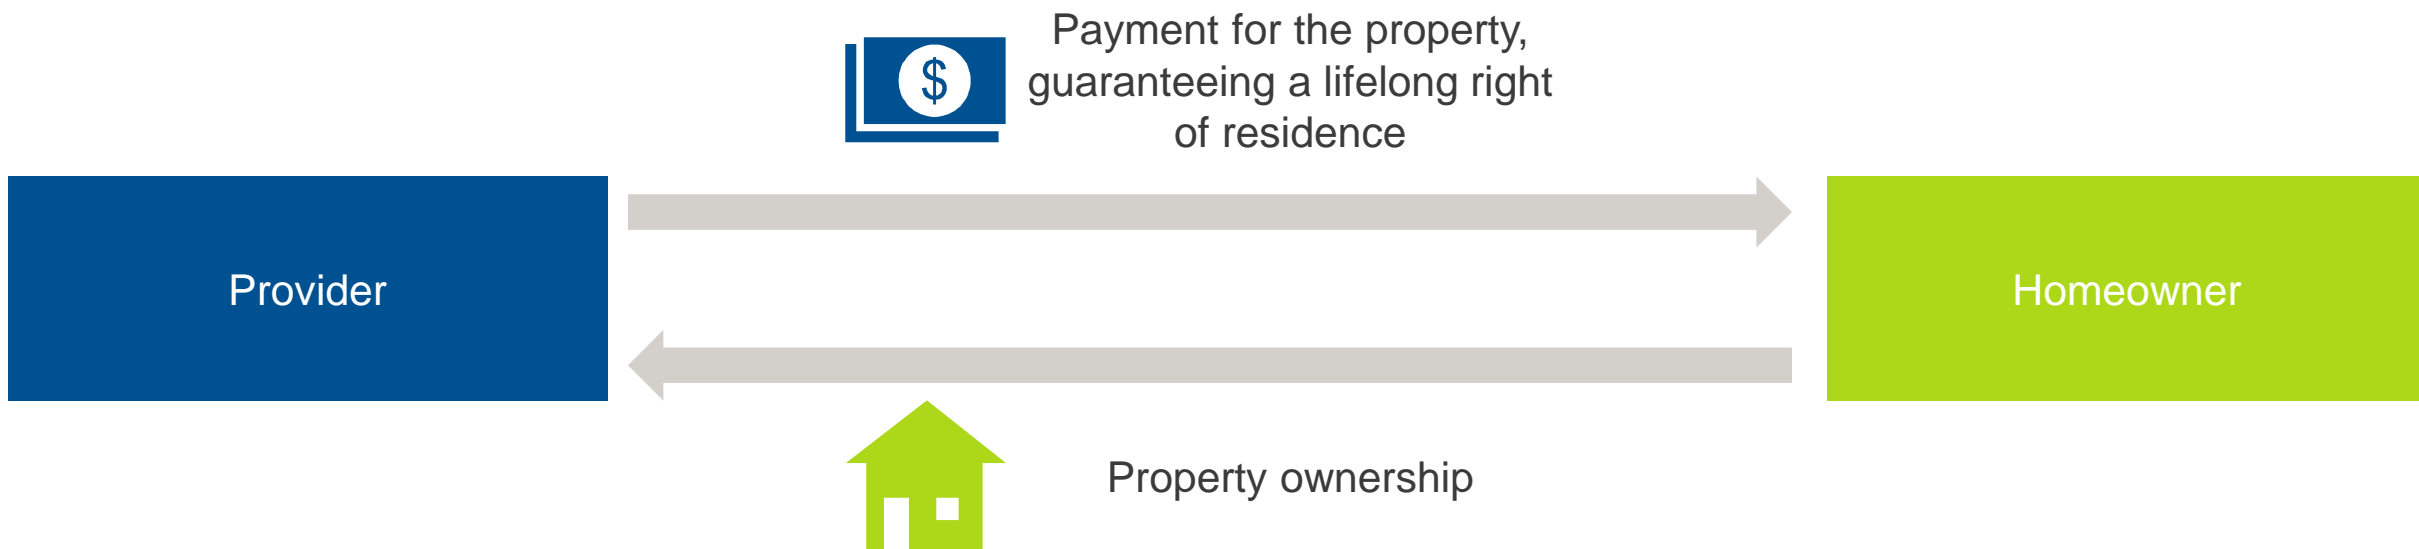 Payment for the property,
guaranteeing a lifelong right
of residence
$
Provider
Homeowner
Property ownership